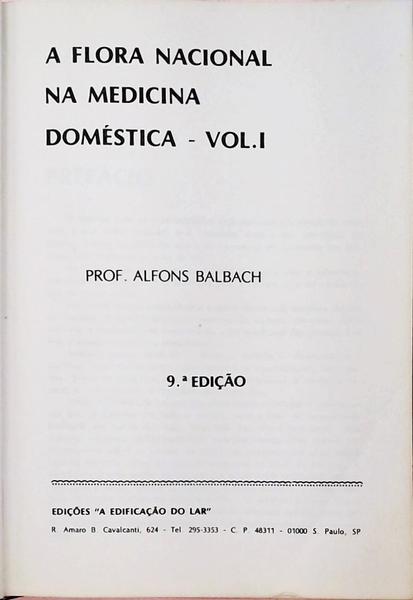 A FLORA NACIONAL
NA MEDICINA
DOMÉSTICA - VOL.I
PROF. ALFONS BALBACH
9.ª EDIÇÃO
EDIÇÕES "A EDIFICAÇÃO DO LAR"
R. Amaro B. Cavalcanti, 624 - Tel. 295-3353 - C. P. 48311 - 01000 S. Paulo, SP